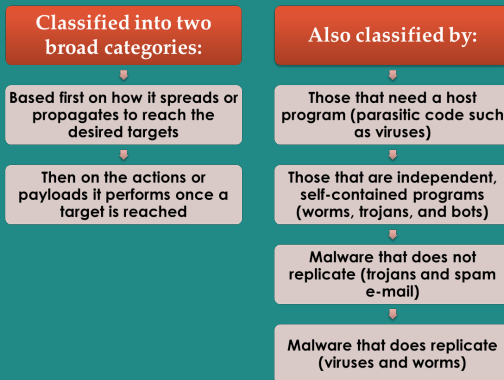 Classified into two
broad categories:
Based first on how it spreads or
propagates to reach the
desired targets
Then on the actions or
payloads it performs once a
target is reached
Also classified by:
Those that need a host
program (parasitic code such
as viruses)
Those that are independent,
self-contained programs
(worms, trojans, and bots)
Malware that does not
replicate (trojans and spam
e-mail)
Malware that does replicate
(viruses and worms)